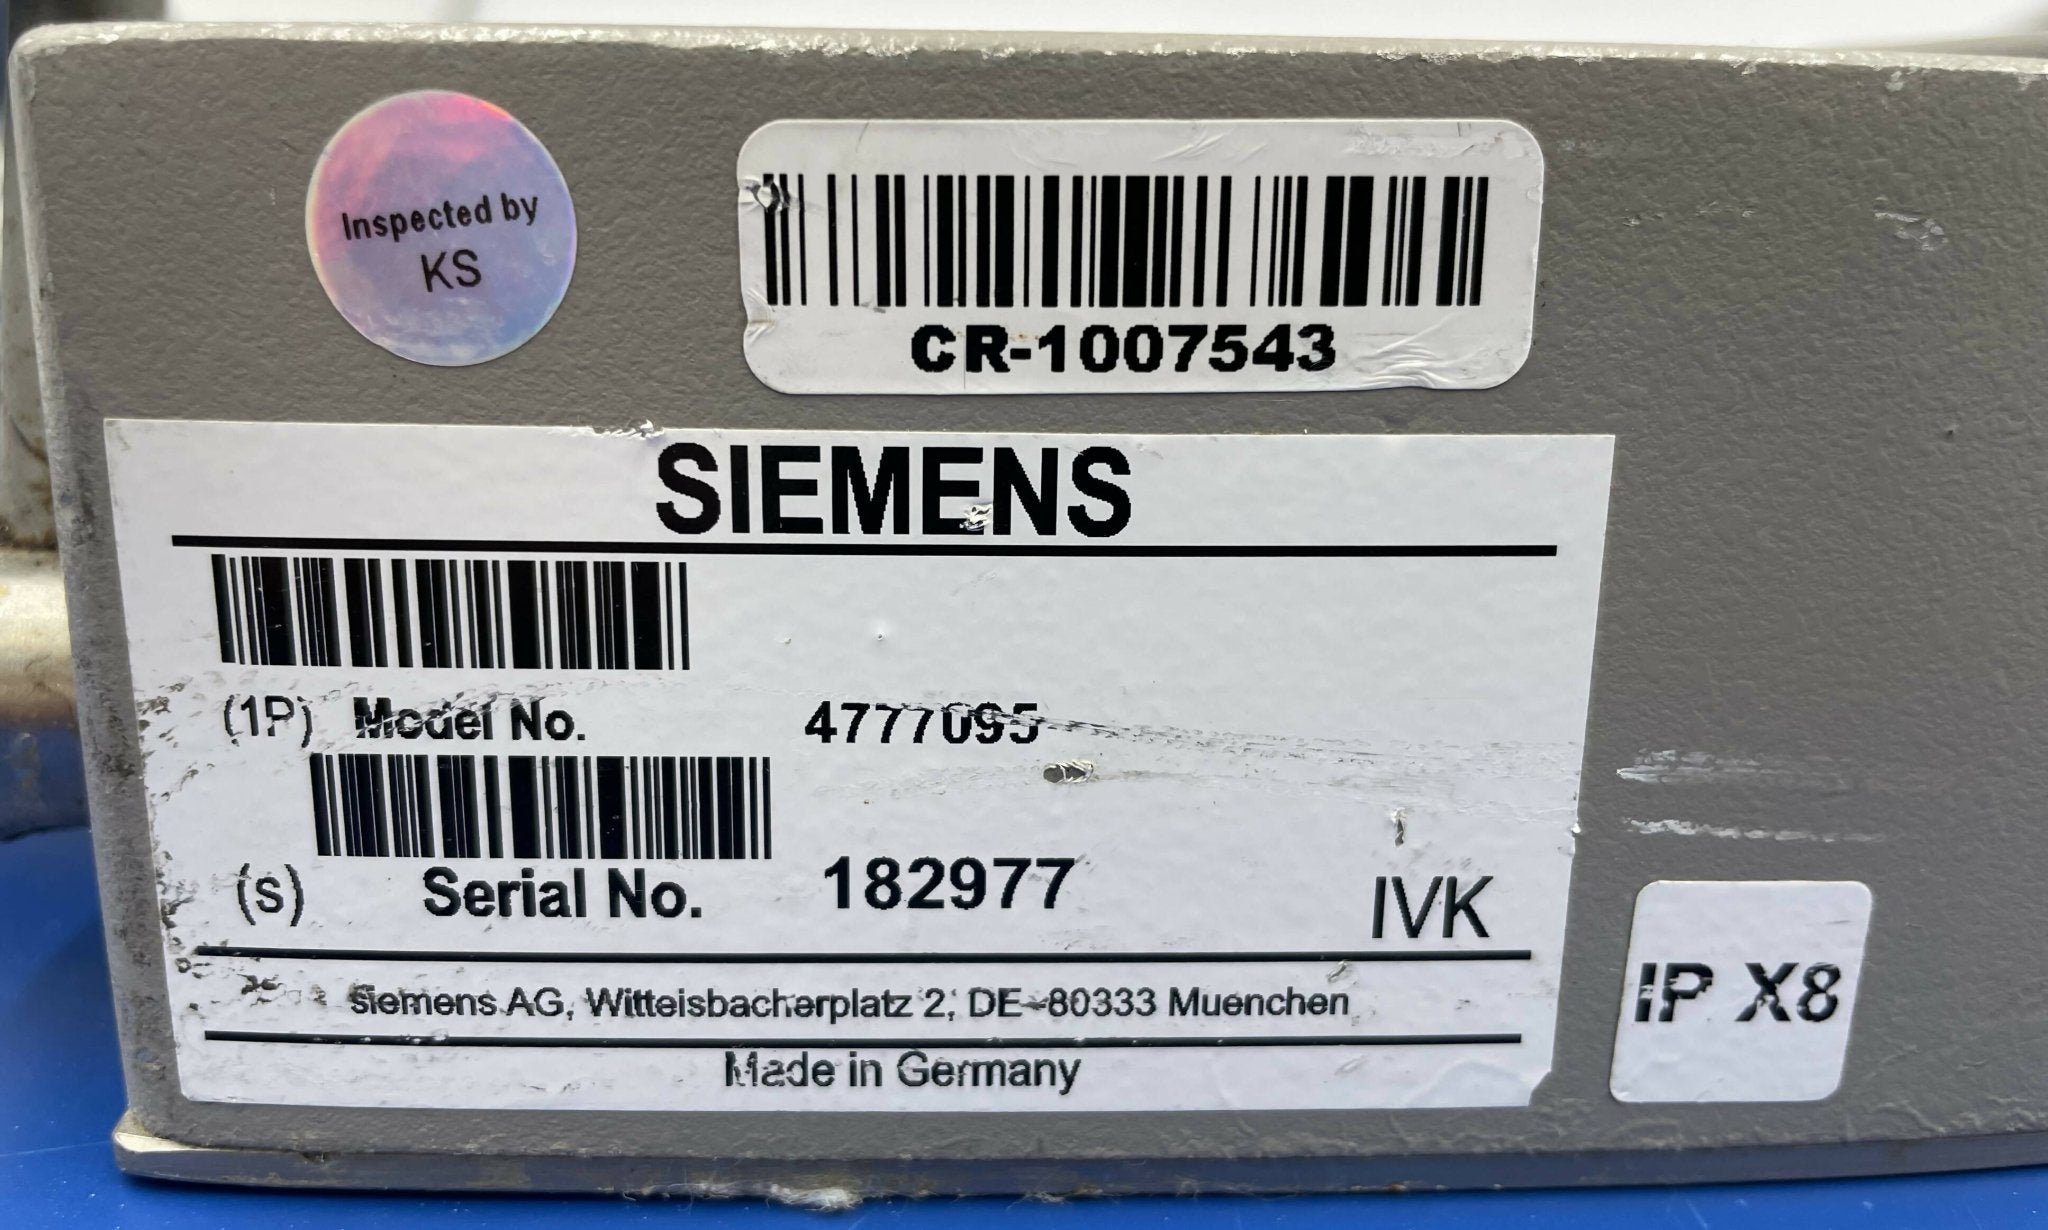 Inspected by
KS
CR-1007543
SIEMENS
(1P) Model No. 4777095
(s) Serial No. 182977 IVK
Siemens AG, Wittelsbacherplatz 2, DE-80333 Muenchen
Made in Germany
IP X8